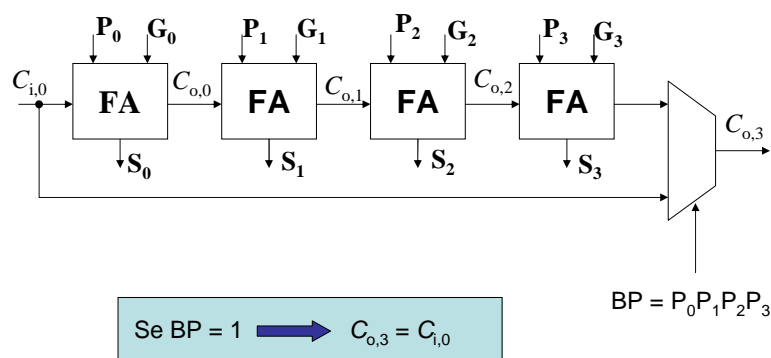 P0 G0 P1 G1 P2 G2 P3 G3
Ci,0 FA Co,0 FA Co,1 FA Co,2 FA Co,3
S0 S1 S2 S3
BP = P0P1P2P3
Se BP = 1 Co,3 = Ci,0